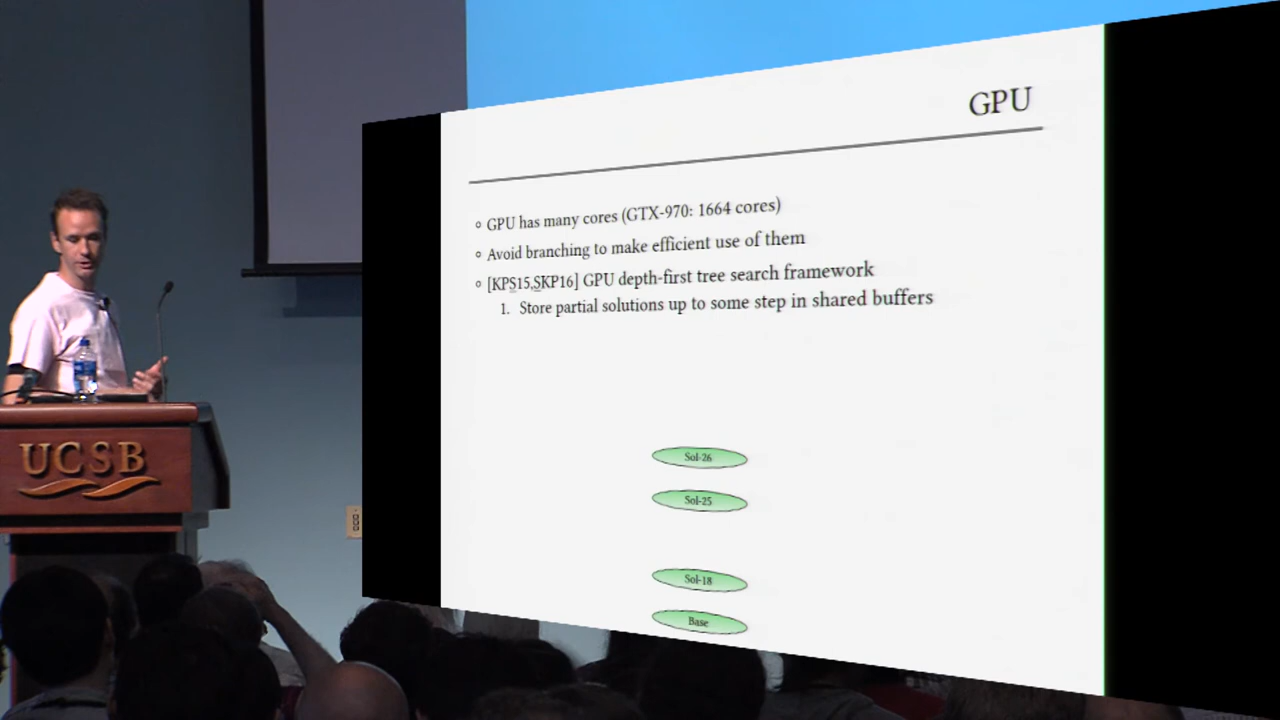 GPU
◦ GPU has many cores (GTX-970: 1664 cores)
◦ Avoid branching to make efficient use of them
◦ [KPS15,SKP16] GPU depth-first tree search framework
1. Store partial solutions up to some step in shared buffers
Sol-26
Sol-25
Sol-18
Base
UCSB